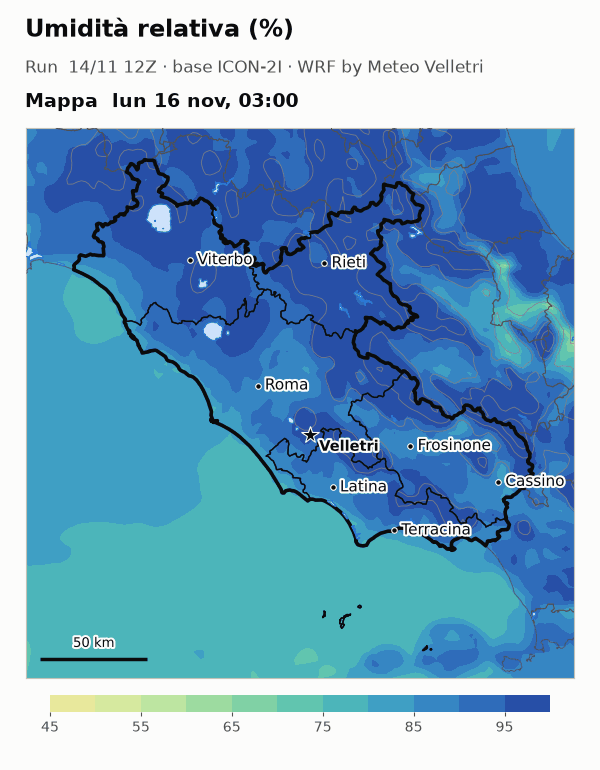 Umidità relativa (%)
Run 14/11 12Z · base ICON-2I · WRF by Meteo Velletri
Mappa lun 16 nov, 03:00
Viterbo
Rieti
Roma
Velletri
Frosinone
Latina
Cassino
Terracina
50 km
45 55 65 75 85 95